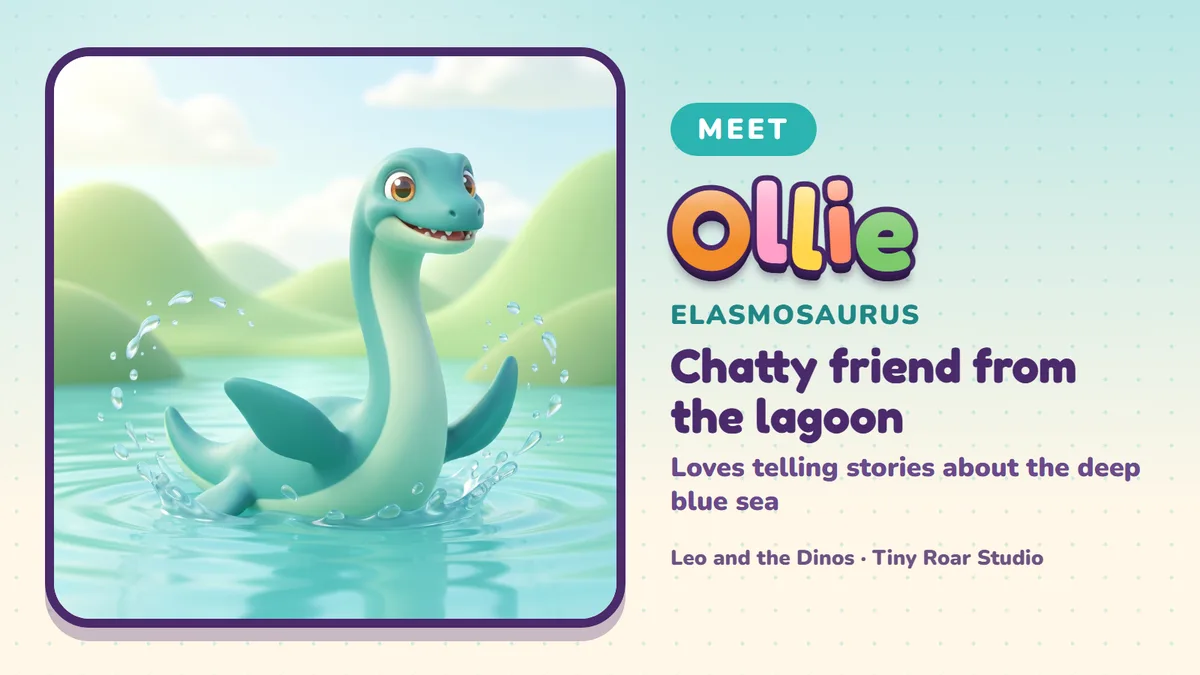 MEET
Ollie
ELASMOSAURUS
Chatty friend from
the lagoon
Loves telling stories about the deep
blue sea
Leo and the Dinos · Tiny Roar Studio